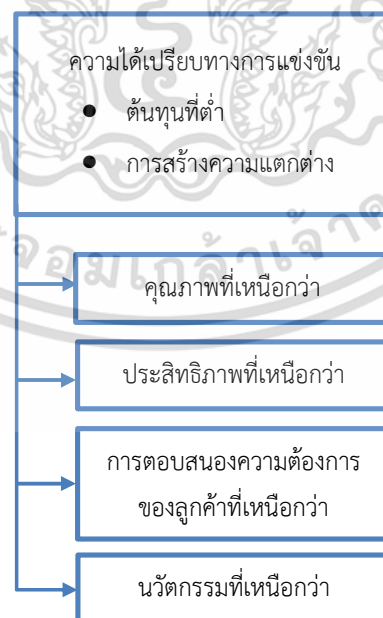 ความได้เปรียบทางการแข่งขัน
● ต้นทุนที่ต่ำ
● การสร้างความแตกต่าง
คุณภาพที่เหนือกว่า
ประสิทธิภาพที่เหนือกว่า
การตอบสนองความต้องการ
ของลูกค้าที่เหนือกว่า
นวัตกรรมที่เหนือกว่า